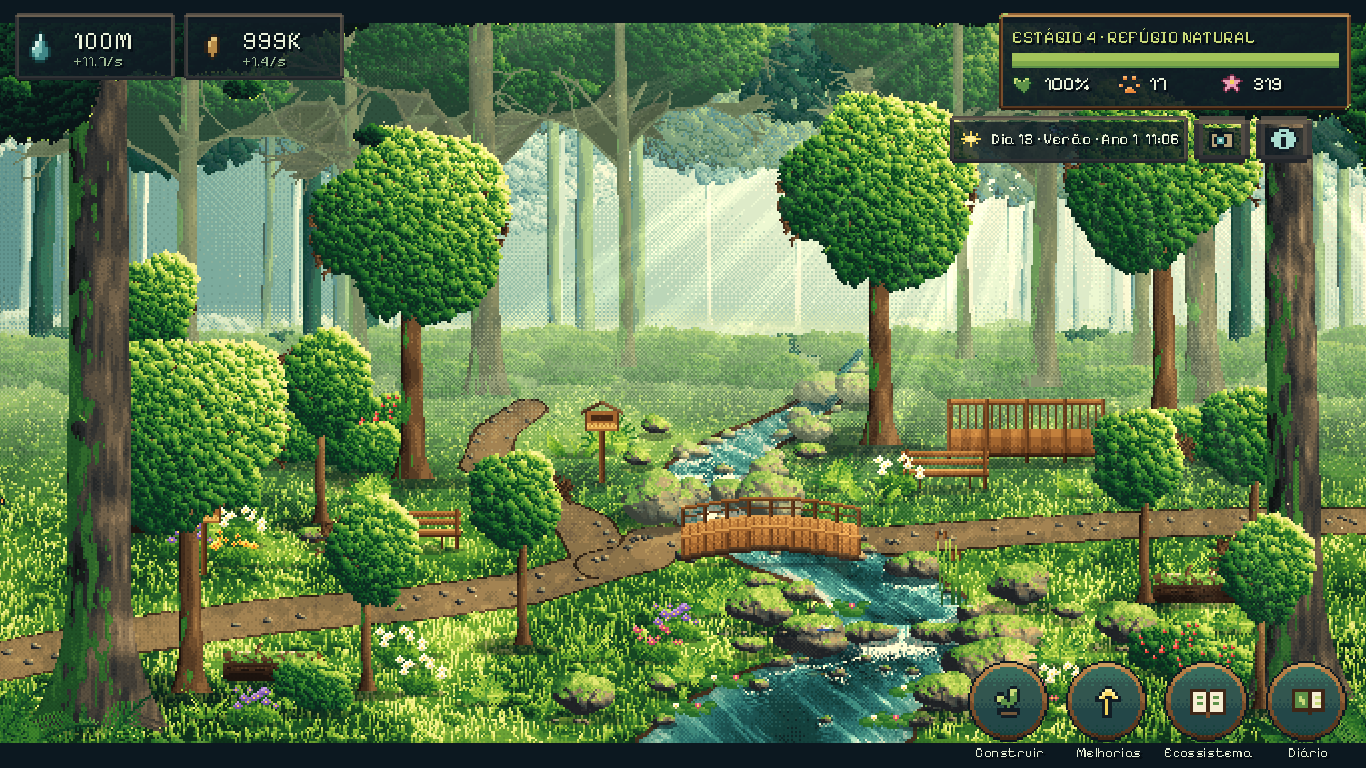 100M
+11.7/s
999K
+1.4/s
ESTÁGIO 4 · REFÚGIO NATURAL
100%
17
319
Dia 13 · Verão · Ano 1 11:06
Construir
Melhorias
Ecossistema
Diário